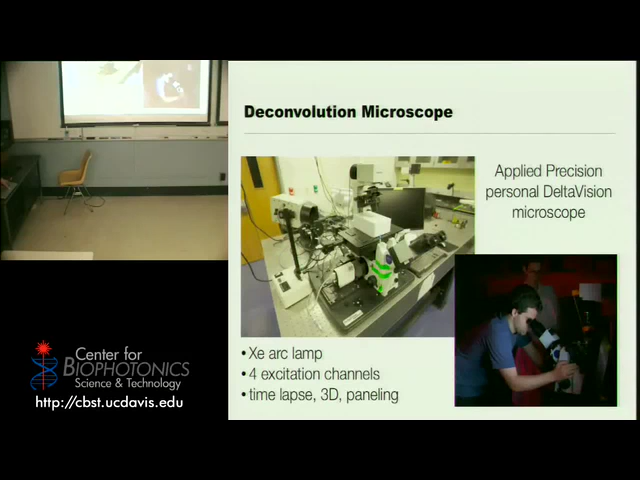 Deconvolution Microscope
Applied Precision
personal DeltaVision
microscope
• Xe arc lamp
• 4 excitation channels
• time lapse, 3D, paneling
Center for
BIOPHOTONICS
Science & Technology
http://cbst.ucdavis.edu